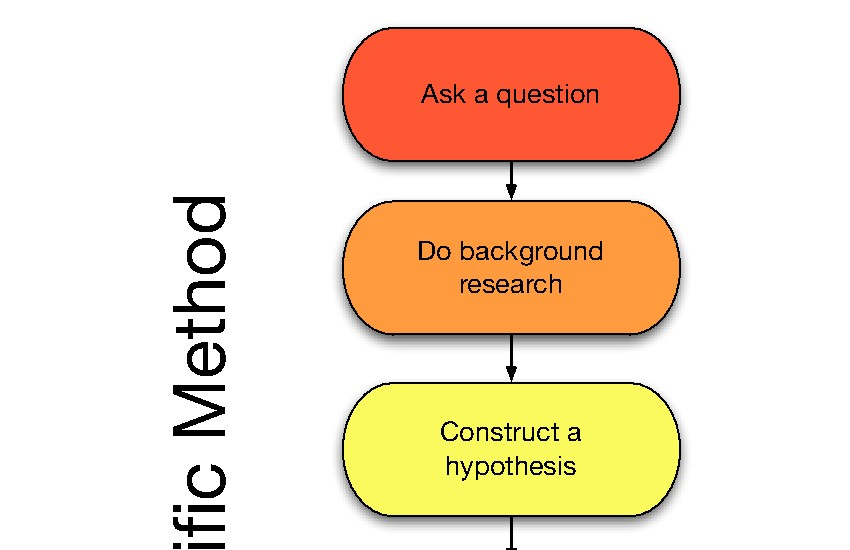 Ask a question
Do background
research
Construct a
hypothesis
ific Method